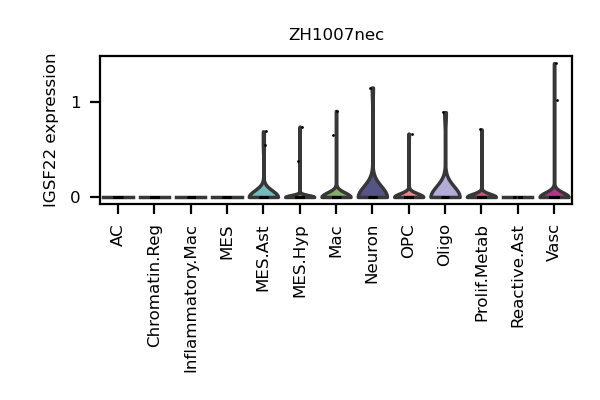 ZH1007nec
IGSF22 expression
1
0
AC
Chromatin.Reg
Inflammatory.Mac
MES
MES.Ast
MES.Hyp
Mac
Neuron
OPC
Oligo
Prolif.Metab
Reactive.Ast
Vasc